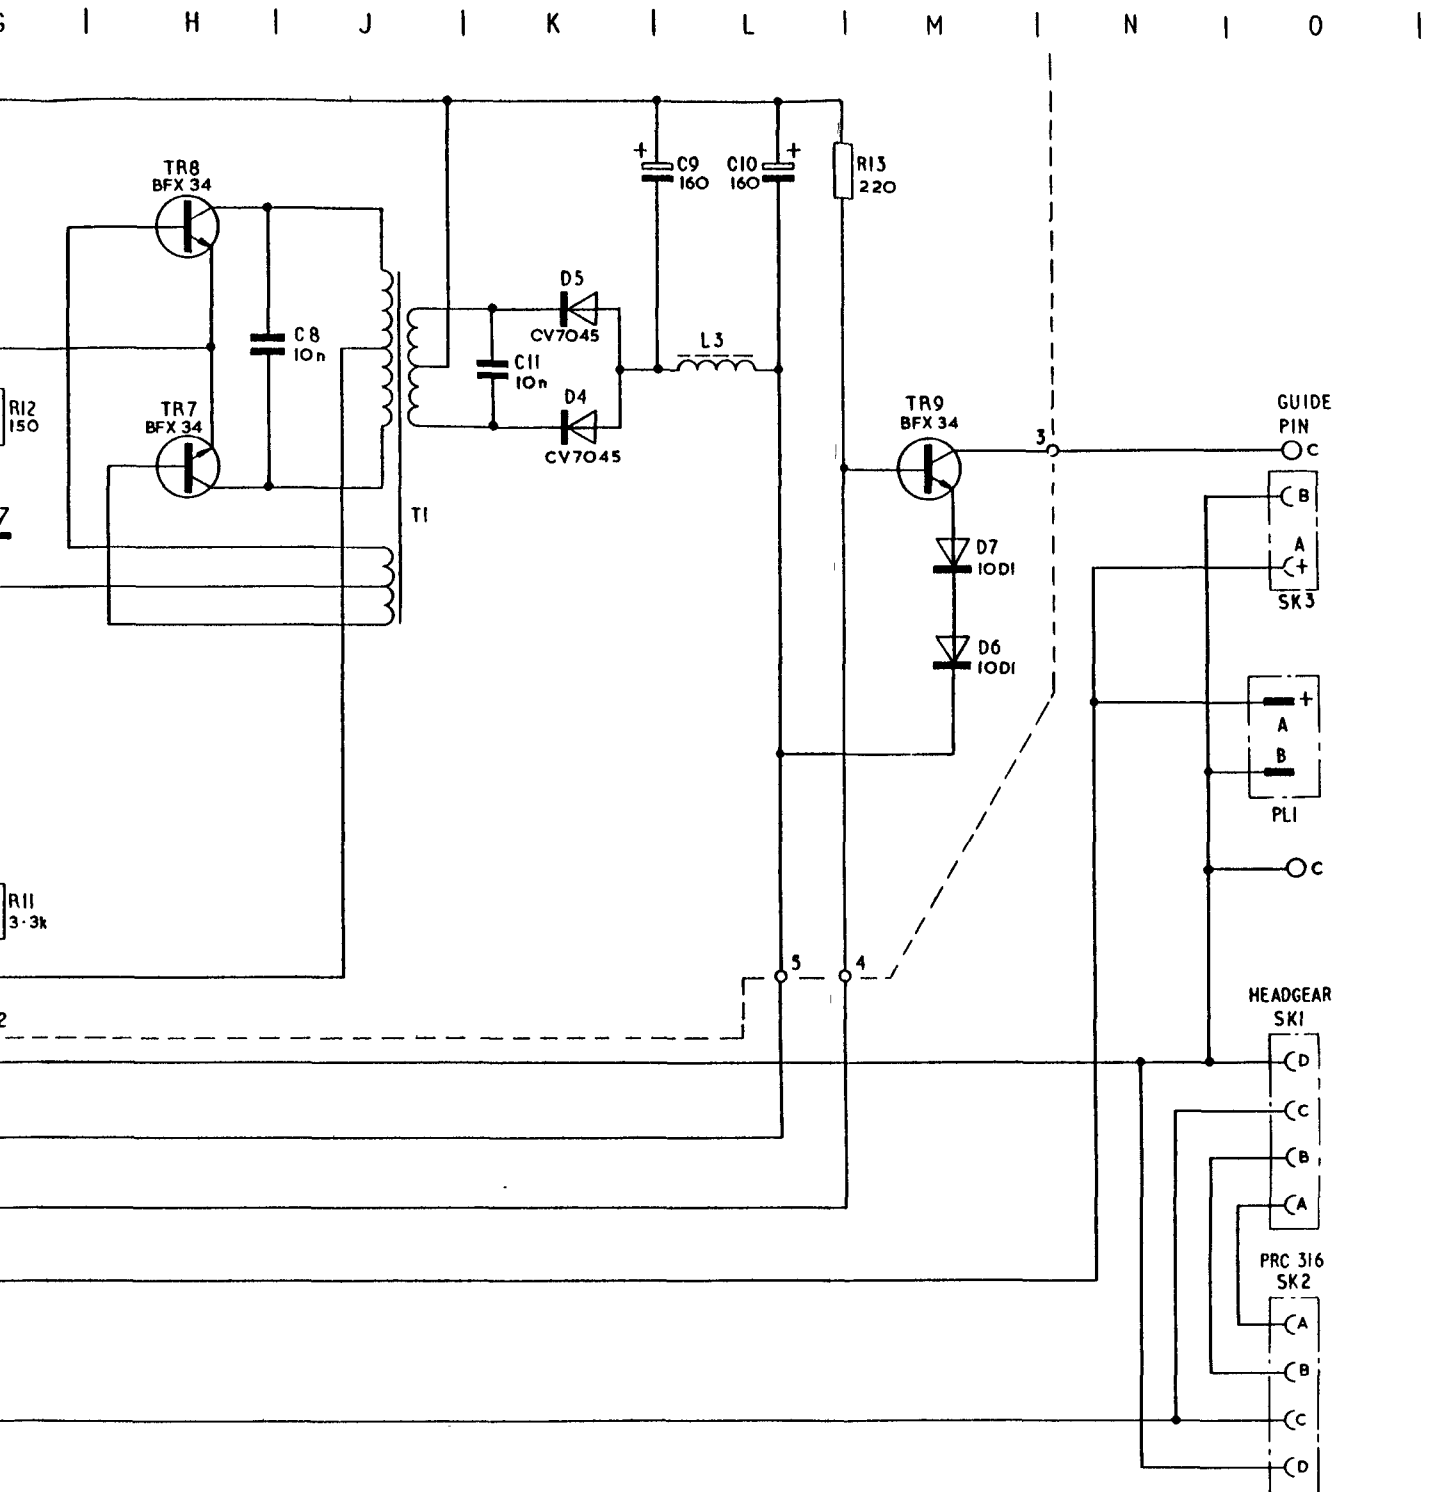 H J K L M N O
TR8
BFX 34
+ C9
160
C10 +
160
R13
220
D5
CV7045
C8
10n
C11
10n
L3
D4
CV7045
R12
150
TR7
BFX 34
TR9
BFX 34
GUIDE
PIN
3
C
B
A
+
SK3
T1
D7
10D1
D6
10D1
+
A
B
PL1
C
R11
3·3k
5
4
2
HEADGEAR
SK1
D
C
B
A
PRC 316
SK2
A
B
C
D